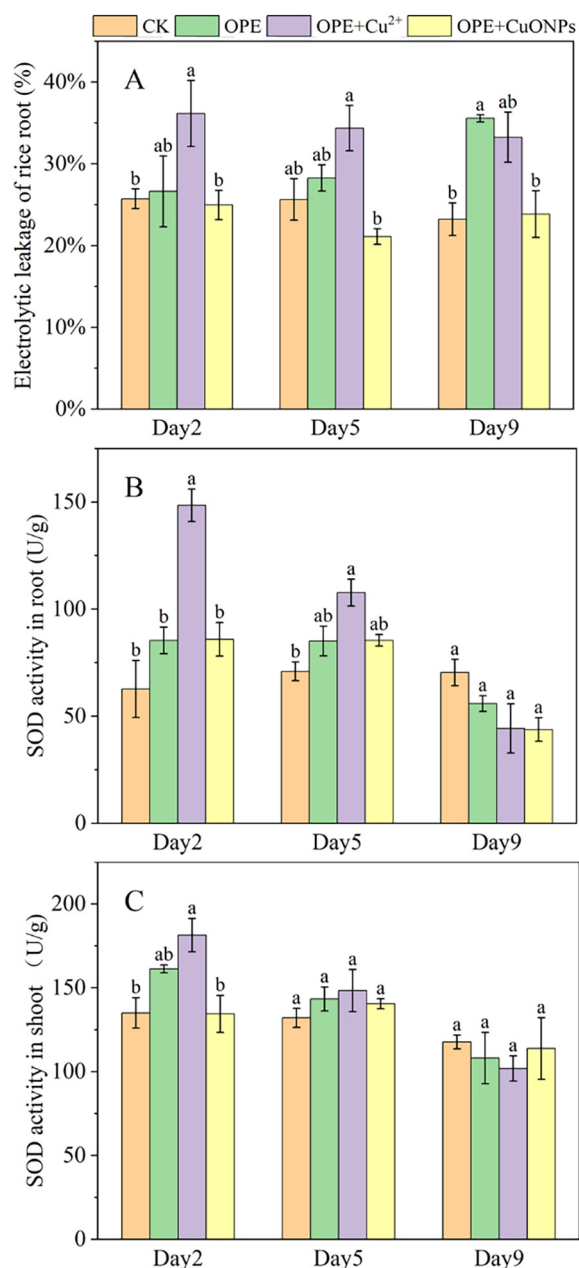 CK OPE OPE+Cu²⁺ OPE+CuONPs
A
Electrolytic leakage of rice root (%)
40%
30%
20%
10%
0%
b ab a b
ab ab a b
b a ab b
Day2 Day5 Day9
B
SOD activity in root (U/g)
150
100
50
0
b b a b
b ab a ab
a a a a
Day2 Day5 Day9
C
SOD activity in shoot（U/g）
200
150
100
50
0
b ab a b
a a a a
a a a a
Day2 Day5 Day9